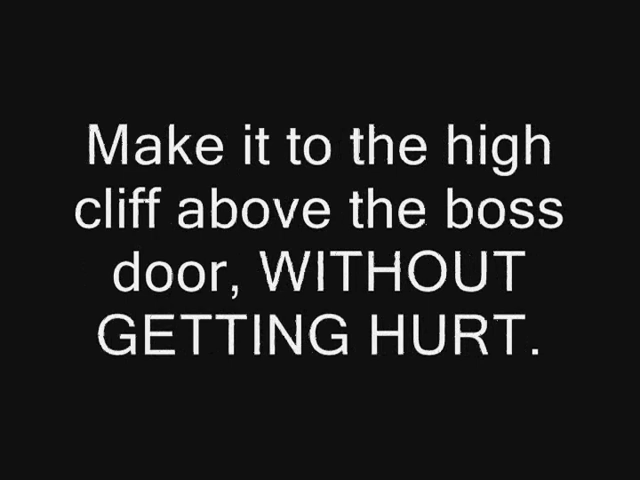 Make it to the high
cliff above the boss
door, WITHOUT
GETTING HURT.